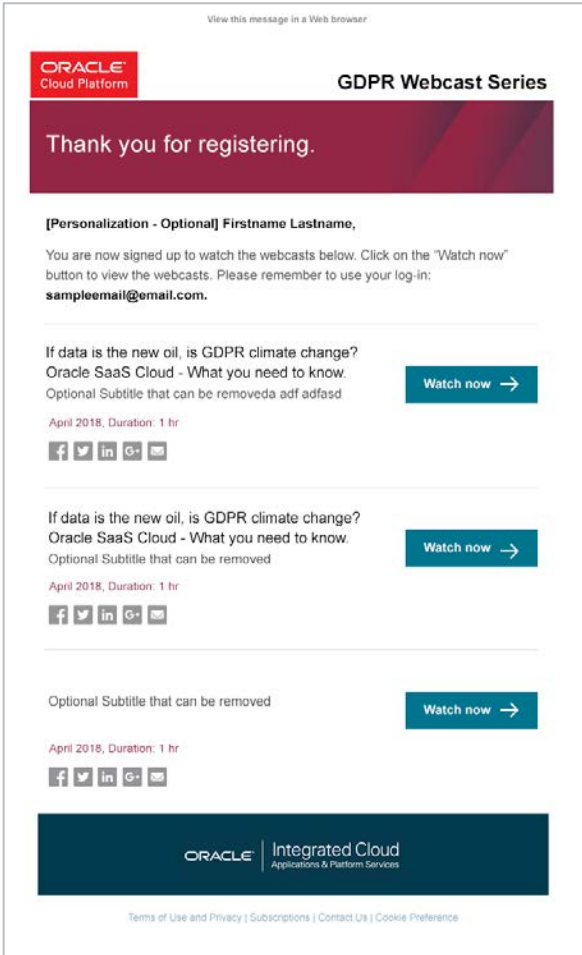 View this message in a Web browser
ORACLE
Cloud Platform
GDPR Webcast Series
Thank you for registering.
[Personalization - Optional] Firstname Lastname,
You are now signed up to watch the webcasts below. Click on the “Watch now”
button to view the webcasts. Please remember to use your log-in:
sampleemail@email.com.
If data is the new oil, is GDPR climate change?
Oracle SaaS Cloud - What you need to know.
Optional Subtitle that can be removeda adf adfasd
Watch now
April 2018, Duration: 1 hr
If data is the new oil, is GDPR climate change?
Oracle SaaS Cloud - What you need to know.
Optional Subtitle that can be removed
Watch now
April 2018, Duration: 1 hr
Optional Subtitle that can be removed
Watch now
April 2018, Duration: 1 hr
ORACLE
Integrated Cloud
Applications & Platform Services
Terms of Use and Privacy | Subscriptions | Contact Us | Cookie Preference